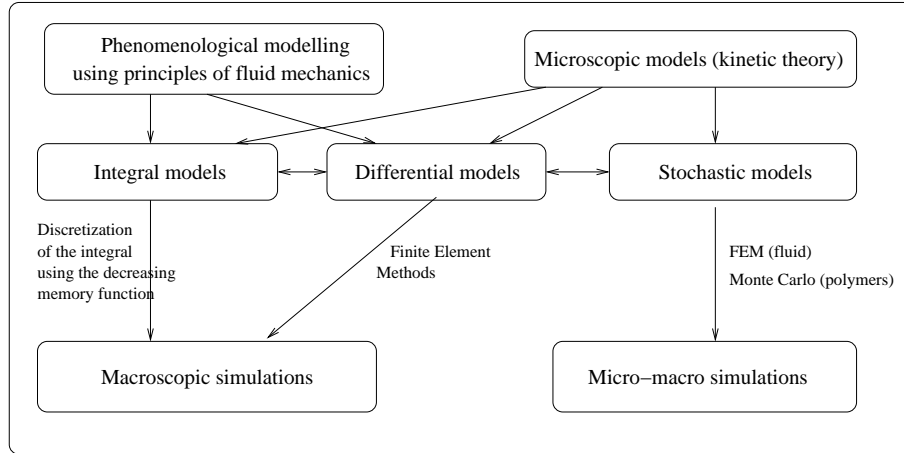 Phenomenological modelling
using principles of fluid mechanics
Microscopic models (kinetic theory)
Integral models
Differential models
Stochastic models
Discretization
of the integral
using the decreasing
memory function
Finite Element
Methods
FEM (fluid)
Monte Carlo (polymers)
Macroscopic simulations
Micro−macro simulations